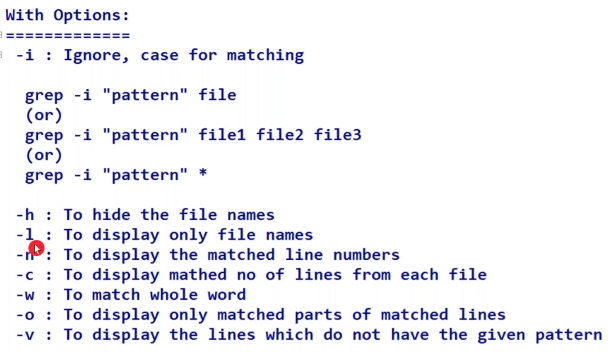 With Options:
=============
-i : Ignore, case for matching
grep -i "pattern" file
(or)
grep -i "pattern" file1 file2 file3
(or)
grep -i "pattern" *
-h : To hide the file names
-l : To display only file names
-n : To display the matched line numbers
-c : To display mathed no of lines from each file
-w : To match whole word
-o : To display only matched parts of matched lines
-v : To display the lines which do not have the given pattern